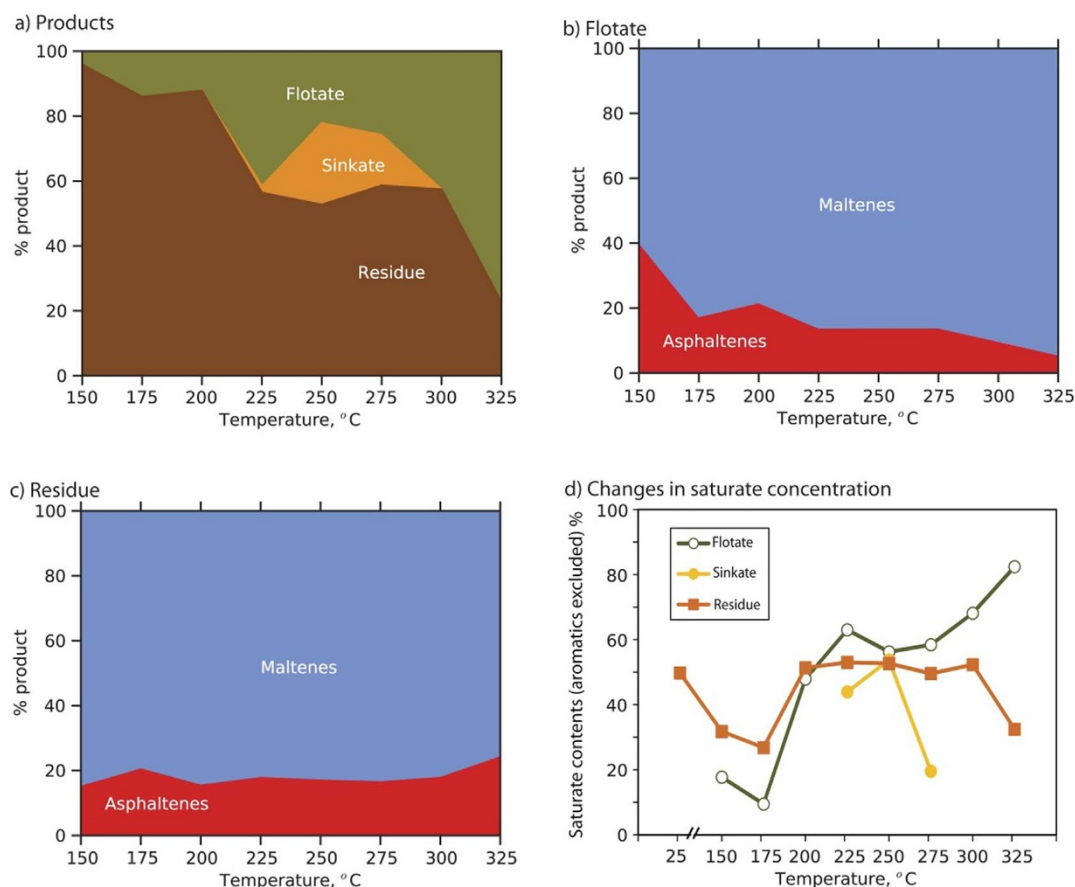 a) Products
100
80
60
40
20
0
% product
Flotate
Sinkate
Residue
150 175 200 225 250 275 300 325
Temperature, °C
b) Flotate
100
80
60
40
20
0
% product
Maltenes
Asphaltenes
150 175 200 225 250 275 300 325
Temperature, °C
c) Residue
100
80
60
40
20
0
% product
Maltenes
Asphaltenes
150 175 200 225 250 275 300 325
Temperature, °C
d) Changes in saturate concentration
100
80
60
40
20
0
Saturate contents (aromatics excluded) %
Flotate
Sinkate
Residue
25 // 150 175 200 225 250 275 300 325
Temperature, °C